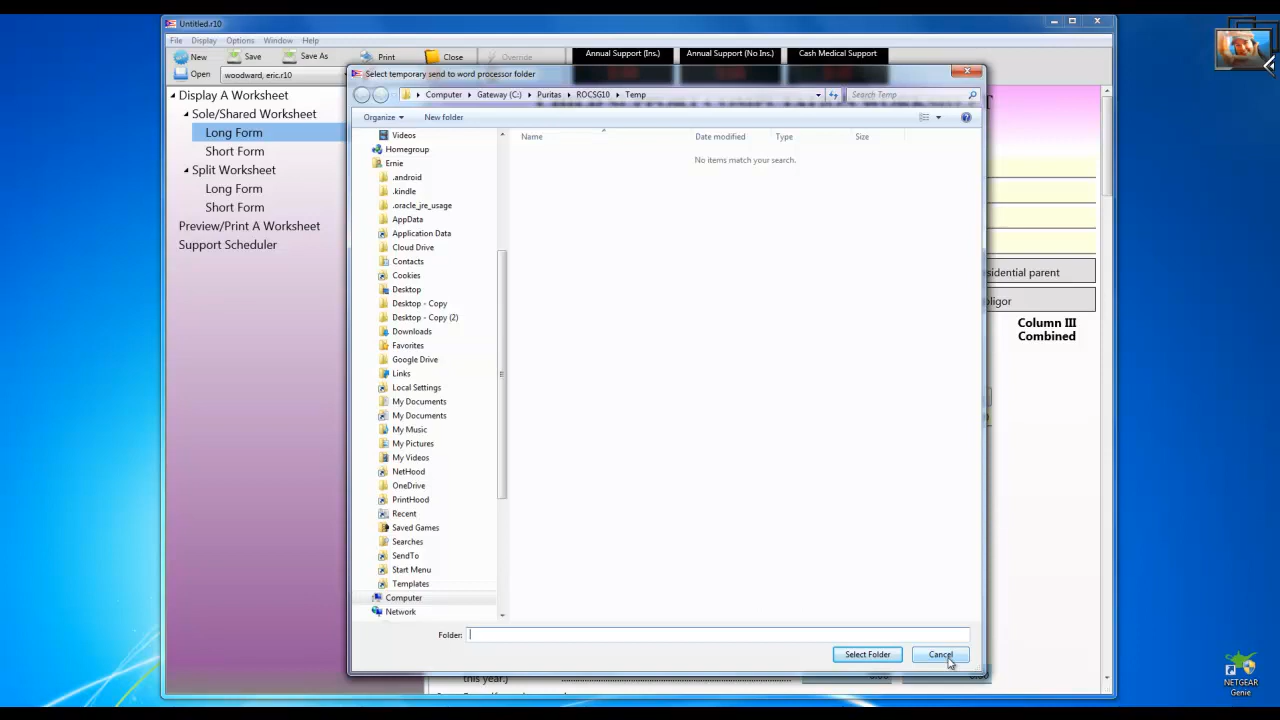 Untitled.r10
File Display Options Window Help
New Save Save As Print Close Override
Open woodward, eric.r10
Annual Support (Ins.) Annual Support (No Ins.) Cash Medical Support
Display A Worksheet
Sole/Shared Worksheet
Long Form
Short Form
Split Worksheet
Long Form
Short Form
Preview/Print A Worksheet
Support Scheduler
Select temporary send to word processor folder
Computer Gateway (C:) Puritas ROCSG10 Temp
Search Temp
Organize New folder
Name Date modified Type Size
No items match your search.
Videos
Homegroup
Ernie
.android
.kindle
.oracle_jre_usage
AppData
Application Data
Cloud Drive
Contacts
Cookies
Desktop
Desktop - Copy
Desktop - Copy (2)
Downloads
Favorites
Google Drive
Links
Local Settings
My Documents
My Documents
My Music
My Pictures
My Videos
NetHood
OneDrive
PrintHood
Recent
Saved Games
Searches
SendTo
Start Menu
Templates
Computer
Network
Folder:
Select Folder Cancel
sidential parent
bligor
Column III
Combined
this year.)
NETGEAR
Genie